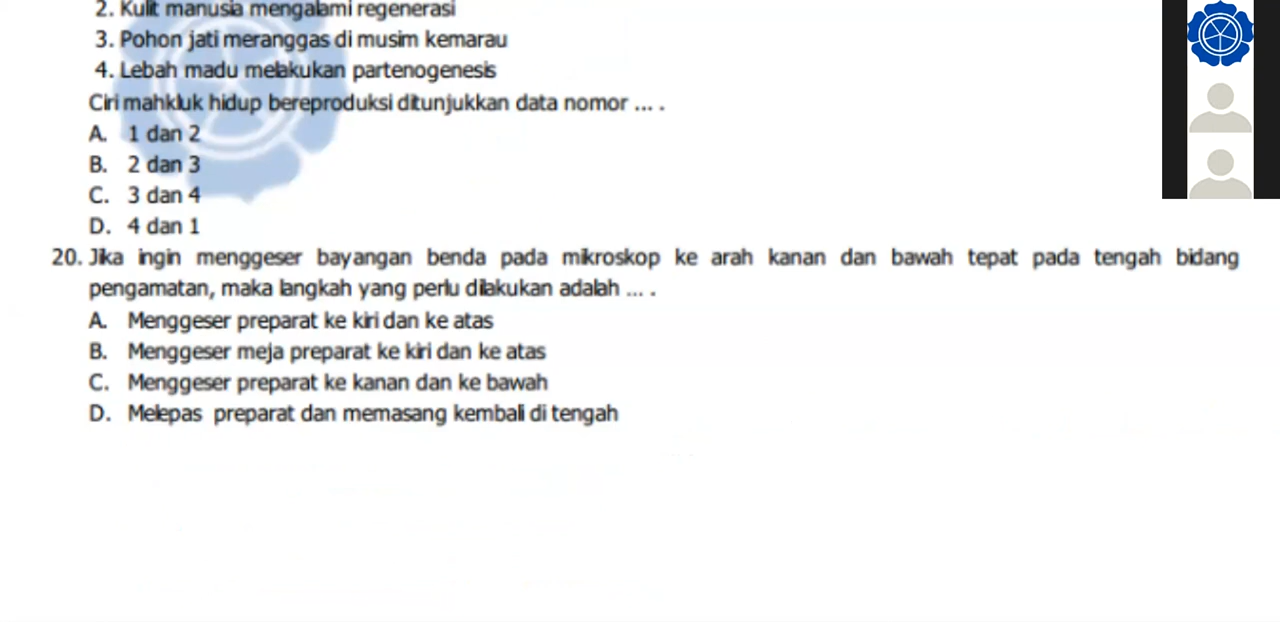 2. Kulit manusia mengalami regenerasi
3. Pohon jati meranggas di musim kemarau
4. Lebah madu melakukan partenogenesis
Ciri mahkluk hidup bereproduksi ditunjukkan data nomor ... .
A. 1 dan 2
B. 2 dan 3
C. 3 dan 4
D. 4 dan 1
20. Jika ingin menggeser bayangan benda pada mikroskop ke arah kanan dan bawah tepat pada tengah bidang
pengamatan, maka langkah yang perlu dilakukan adalah ... .
A. Menggeser preparat ke kiri dan ke atas
B. Menggeser meja preparat ke kiri dan ke atas
C. Menggeser preparat ke kanan dan ke bawah
D. Melepas preparat dan memasang kembali di tengah